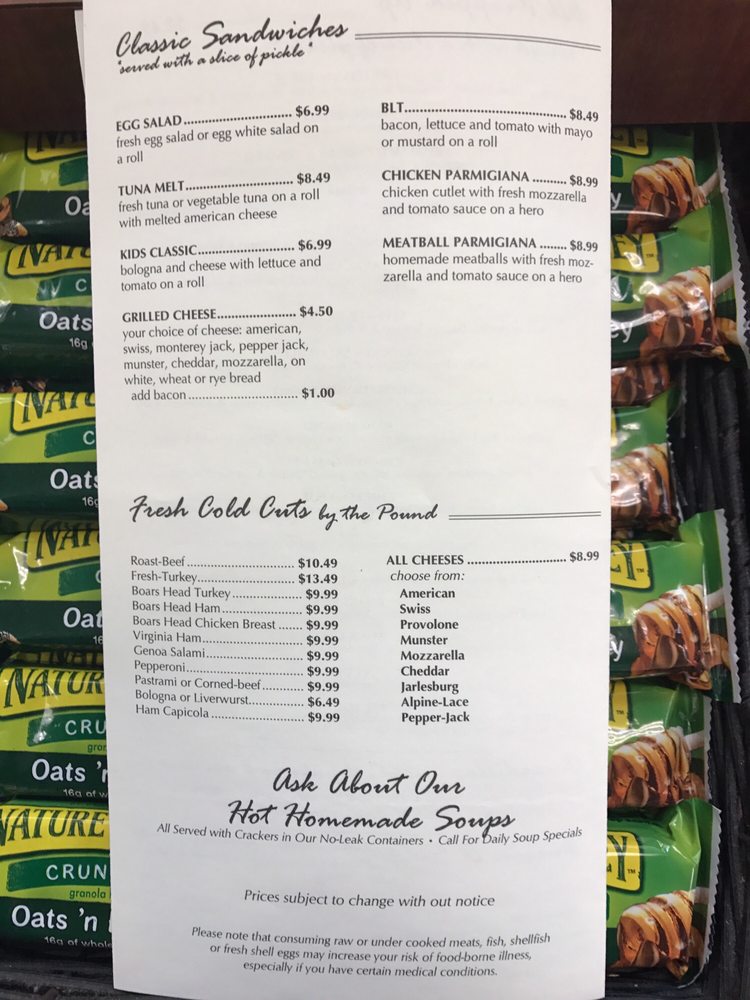 Classic Sandwiches
*served with a slice of pickle*
EGG SALAD ............................ $6.99
fresh egg salad or egg white salad on
a roll
TUNA MELT............................ $8.49
fresh tuna or vegetable tuna on a roll
with melted american cheese
KIDS CLASSIC......................... $6.99
bologna and cheese with lettuce and
tomato on a roll
GRILLED CHEESE..................... $4.50
your choice of cheese: american,
swiss, monterey jack, pepper jack,
munster, cheddar, mozzarella, on
white, wheat or rye bread
add bacon ............................. $1.00
BLT.......................................... $8.49
bacon, lettuce and tomato with mayo
or mustard on a roll
CHICKEN PARMIGIANA ......... $8.99
chicken cutlet with fresh mozzarella
and tomato sauce on a hero
MEATBALL PARMIGIANA ....... $8.99
homemade meatballs with fresh moz-
zarella and tomato sauce on a hero
Fresh Cold Cuts by the Pound
Roast-Beef ............................ $10.49
Fresh-Turkey......................... $13.49
Boars Head Turkey................... $9.99
Boars Head Ham..................... $9.99
Boars Head Chicken Breast ....... $9.99
Virginia Ham.......................... $9.99
Genoa Salami......................... $9.99
Pepperoni.............................. $9.99
Pastrami or Corned-beef........... $9.99
Bologna or Liverwurst.............. $6.49
Ham Capicola ........................ $9.99
ALL CHEESES .......................... $8.99
choose from:
American
Swiss
Provolone
Munster
Mozzarella
Cheddar
Jarlesburg
Alpine-Lace
Pepper-Jack
Ask About Our
Hot Homemade Soups
All Served with Crackers in Our No-Leak Containers • Call For Daily Soup Specials
Prices subject to change with out notice
Please note that consuming raw or under cooked meats, fish, shellfish
or fresh shell eggs may increase your risk of food-borne illness,
especially if you have certain medical conditions.
Oats
16g
NATURE
CRUN
granola
Oats 'n
16g of whole